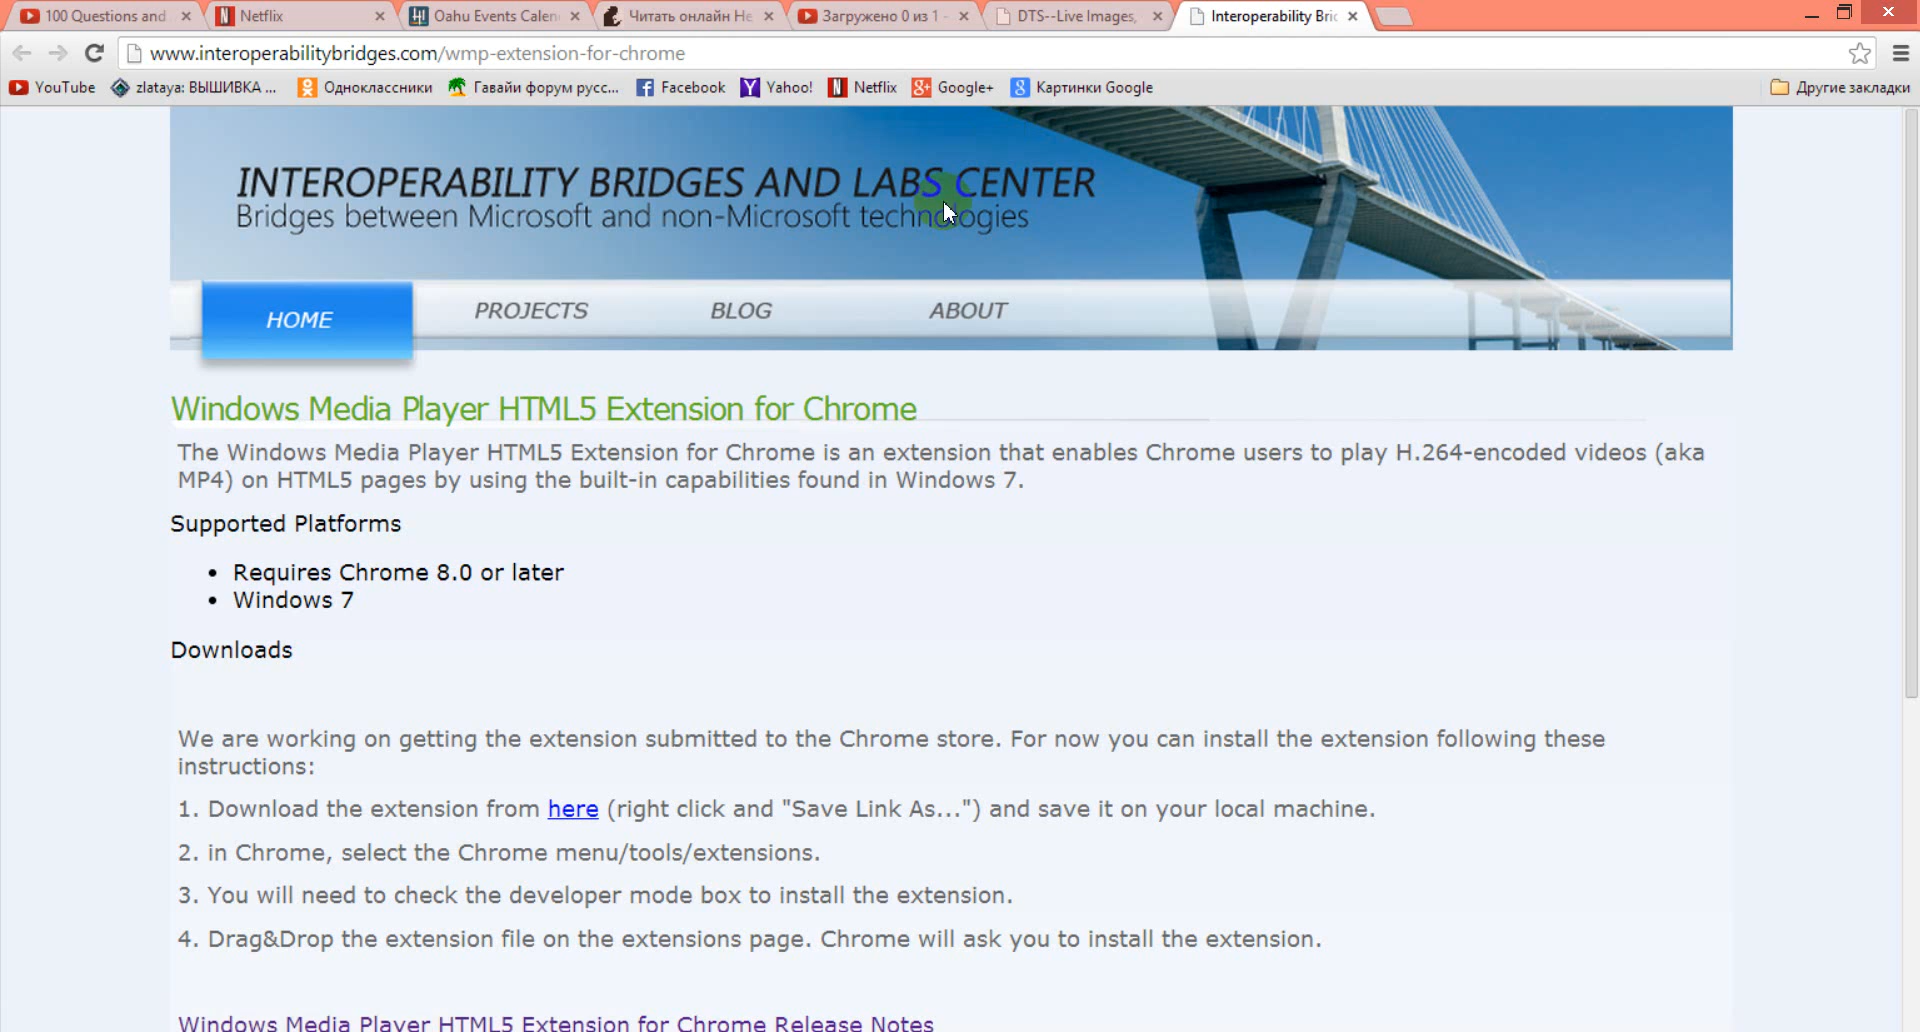 100 Questions and
Netflix
Oahu Events Calen
Читать онлайн Не
Загружено 0 из 1 -
DTS--Live Images,
Interoperability Bric
www.interoperabilitybridges.com/wmp-extension-for-chrome
YouTube
zlataya: ВЫШИВКА ...
Одноклассники
Гавайи форум русс...
Facebook
Yahoo!
Netflix
Google+
Картинки Google
Другие закладки
INTEROPERABILITY BRIDGES AND LABS CENTER
Bridges between Microsoft and non-Microsoft technologies
HOME
PROJECTS
BLOG
ABOUT
Windows Media Player HTML5 Extension for Chrome
The Windows Media Player HTML5 Extension for Chrome is an extension that enables Chrome users to play H.264-encoded videos (aka
MP4) on HTML5 pages by using the built-in capabilities found in Windows 7.
Supported Platforms
• Requires Chrome 8.0 or later
• Windows 7
Downloads
We are working on getting the extension submitted to the Chrome store. For now you can install the extension following these
instructions:
1. Download the extension from here (right click and "Save Link As...") and save it on your local machine.
2. in Chrome, select the Chrome menu/tools/extensions.
3. You will need to check the developer mode box to install the extension.
4. Drag&Drop the extension file on the extensions page. Chrome will ask you to install the extension.
Windows Media Player HTML5 Extension for Chrome Release Notes